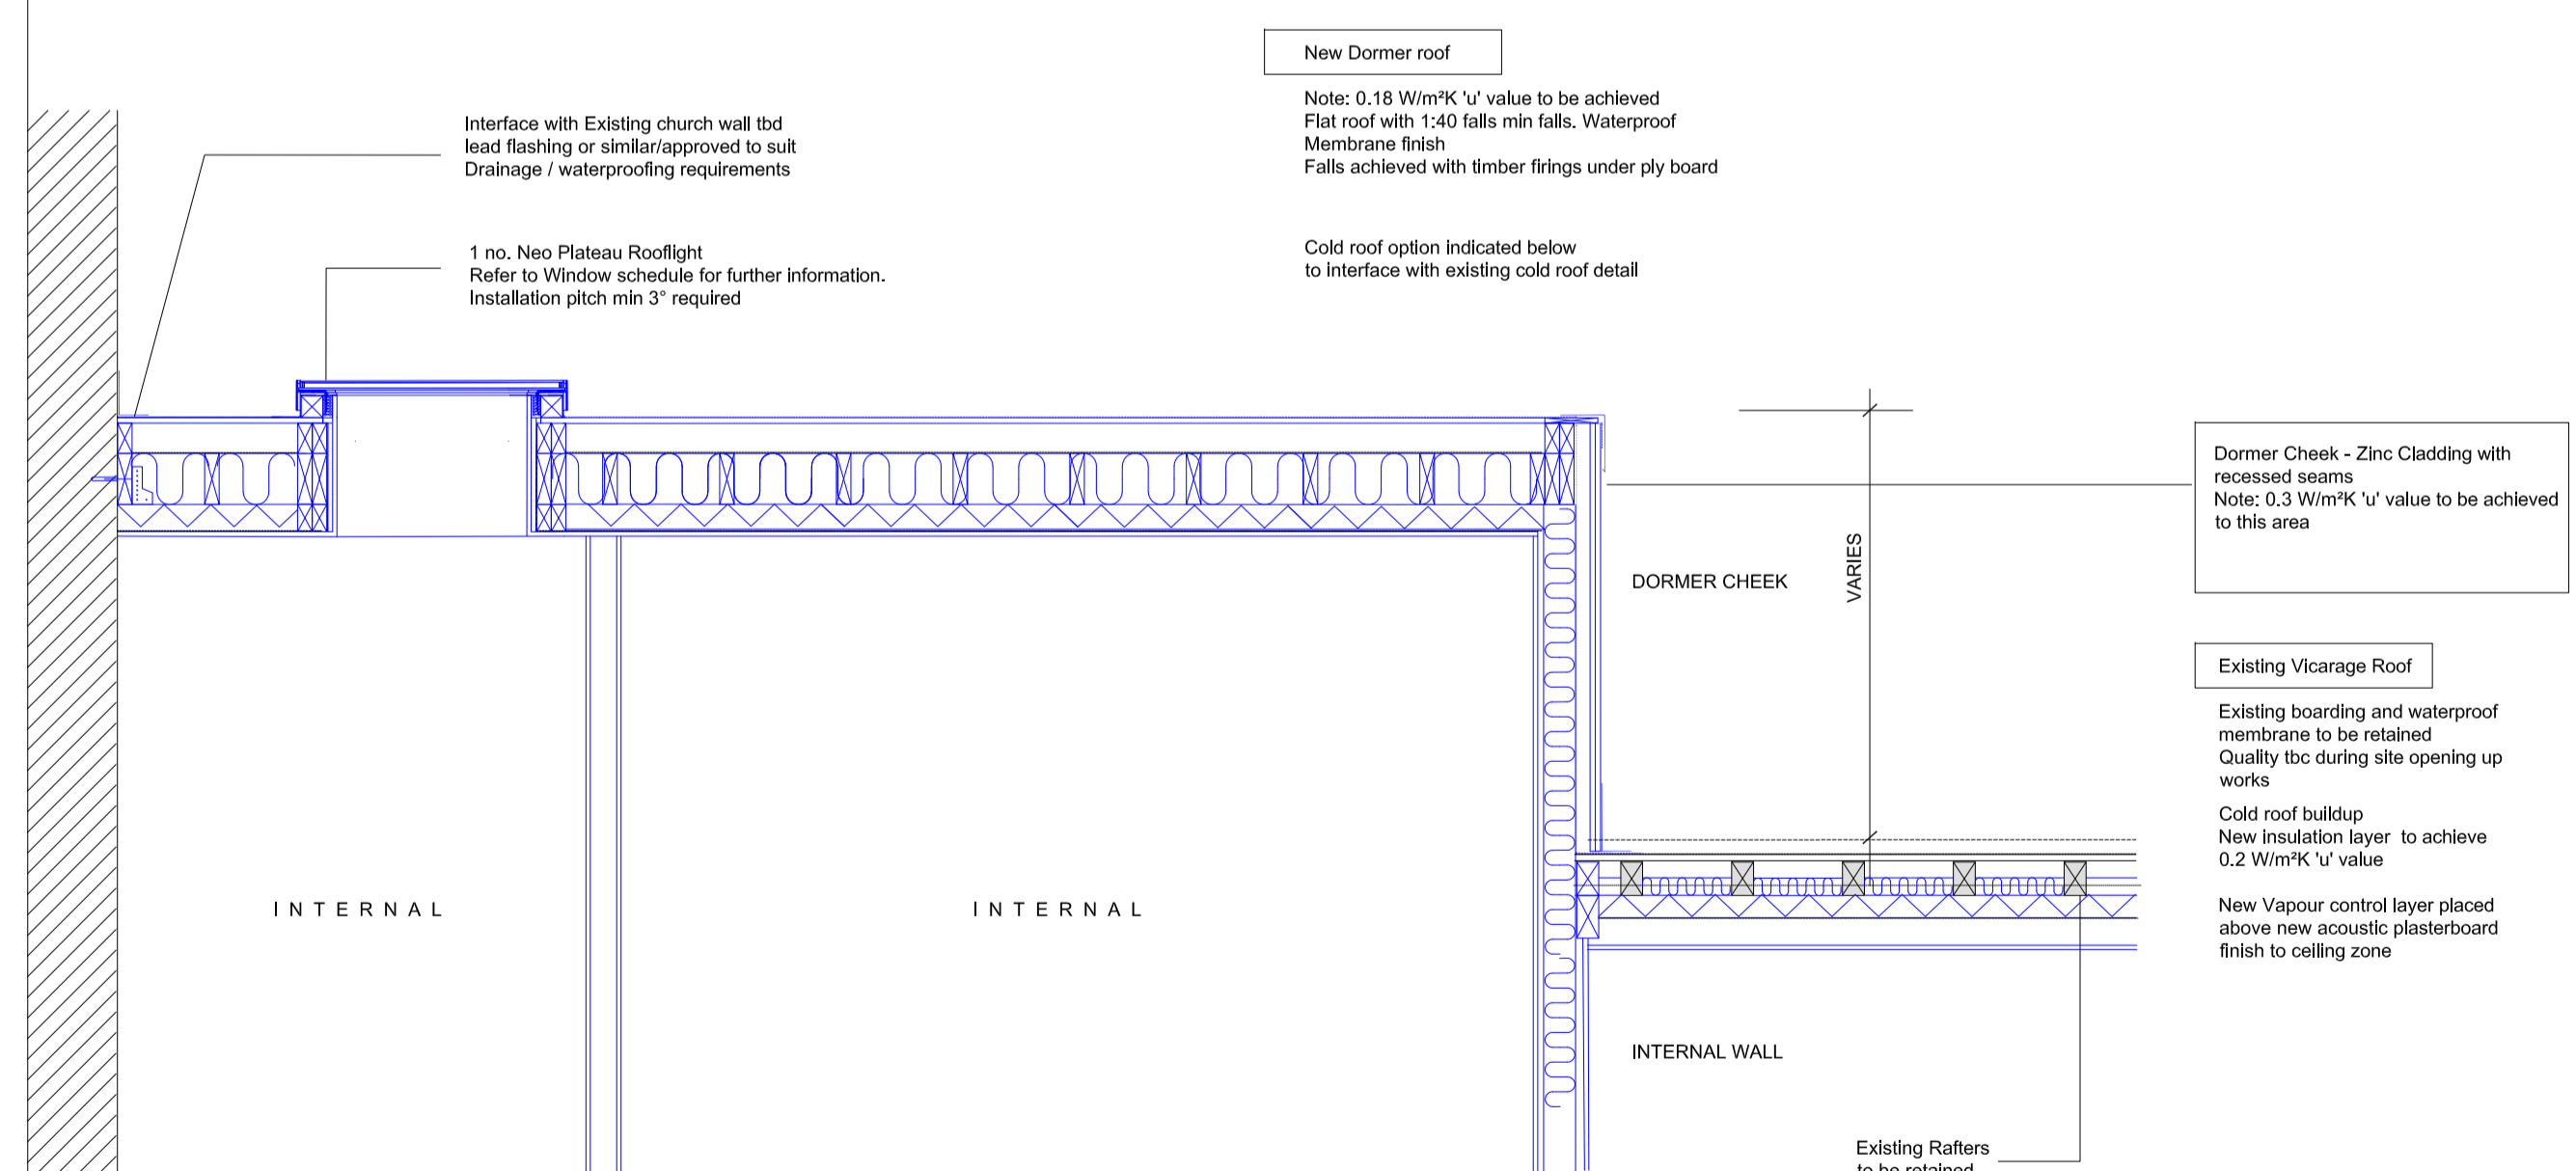 New Dormer roof
Note: 0.18 W/m²K 'u' value to be achieved
Flat roof with 1:40 falls min falls. Waterproof
Membrane finish
Falls achieved with timber firings under ply board
Cold roof option indicated below
to interface with existing cold roof detail
Interface with Existing church wall tbd
lead flashing or similar/approved to suit
Drainage / waterproofing requirements
1 no. Neo Plateau Rooflight
Refer to Window schedule for further information.
Installation pitch min 3° required
Dormer Cheek - Zinc Cladding with
recessed seams
Note: 0.3 W/m²K 'u' value to be achieved
to this area
DORMER CHEEK
VARIES
Existing Vicarage Roof
Existing boarding and waterproof
membrane to be retained
Quality tbc during site opening up
works
Cold roof buildup
New insulation layer to achieve
0.2 W/m²K 'u' value
New Vapour control layer placed
above new acoustic plasterboard
finish to ceiling zone
INTERNAL
INTERNAL
INTERNAL WALL
Existing Rafters
to be retained